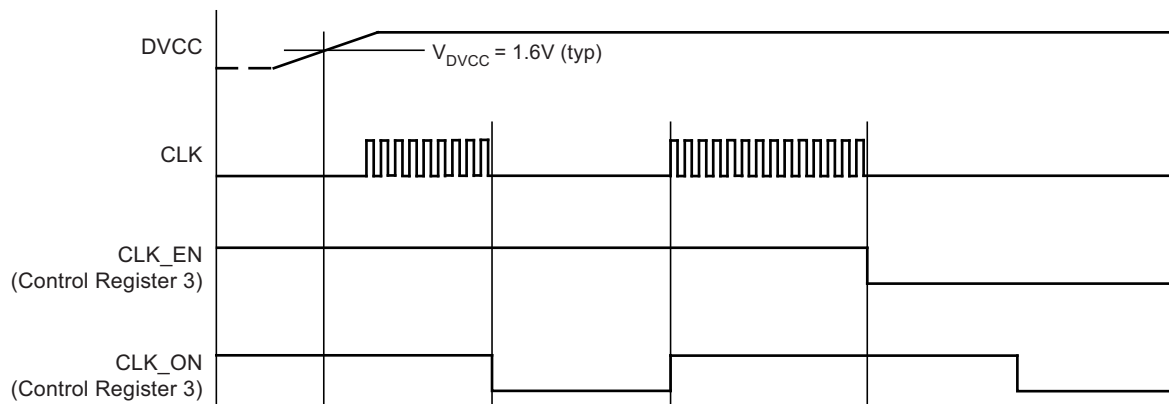 DVCC
V_DVCC = 1.6V (typ)
CLK
CLK_EN
(Control Register 3)
CLK_ON
(Control Register 3)